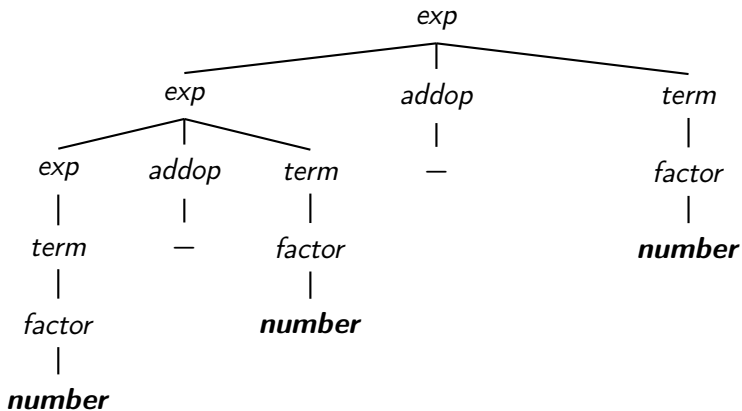 exp
exp addop term
exp addop term — factor
term — factor number
factor number
number